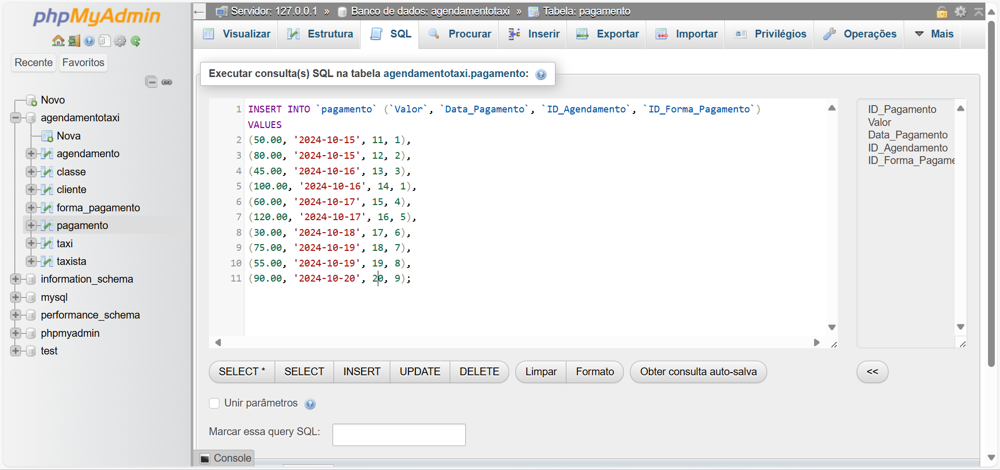 phpMyAdmin
Recente Favoritos
Novo
agendamentotaxi
Nova
agendamento
classe
cliente
forma_pagamento
pagamento
taxi
taxista
information_schema
mysql
performance_schema
phpmyadmin
test
Servidor: 127.0.0.1 » Banco de dados: agendamentotaxi » Tabela: pagamento
Visualizar Estrutura SQL Procurar Inserir Exportar Importar Privilégios Operações Mais
Executar consulta(s) SQL na tabela agendamentotaxi.pagamento:
1 INSERT INTO `pagamento` (`Valor`, `Data_Pagamento`, `ID_Agendamento`, `ID_Forma_Pagamento`)
VALUES
2 (50.00, '2024-10-15', 11, 1),
3 (80.00, '2024-10-15', 12, 2),
4 (45.00, '2024-10-16', 13, 3),
5 (100.00, '2024-10-16', 14, 1),
6 (60.00, '2024-10-17', 15, 4),
7 (120.00, '2024-10-17', 16, 5),
8 (30.00, '2024-10-18', 17, 6),
9 (75.00, '2024-10-19', 18, 7),
10 (55.00, '2024-10-19', 19, 8),
11 (90.00, '2024-10-20', 20, 9);
ID_Pagamento
Valor
Data_Pagamento
ID_Agendamento
ID_Forma_Pagame
SELECT * SELECT INSERT UPDATE DELETE Limpar Formato Obter consulta auto-salva <<
Unir parâmetros
Marcar essa query SQL:
Console